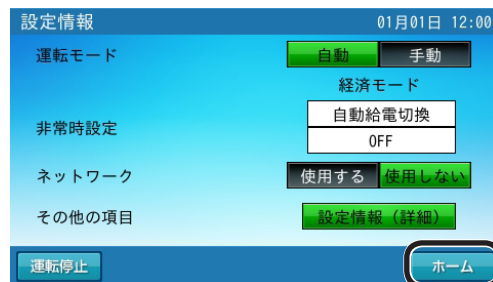 設定情報 01月01日 12:00
運転モード 自動 手動
経済モード
非常時設定 自動給電切換
OFF
ネットワーク 使用する 使用しない
その他の項目 設定情報（詳細）
運転停止 ホーム